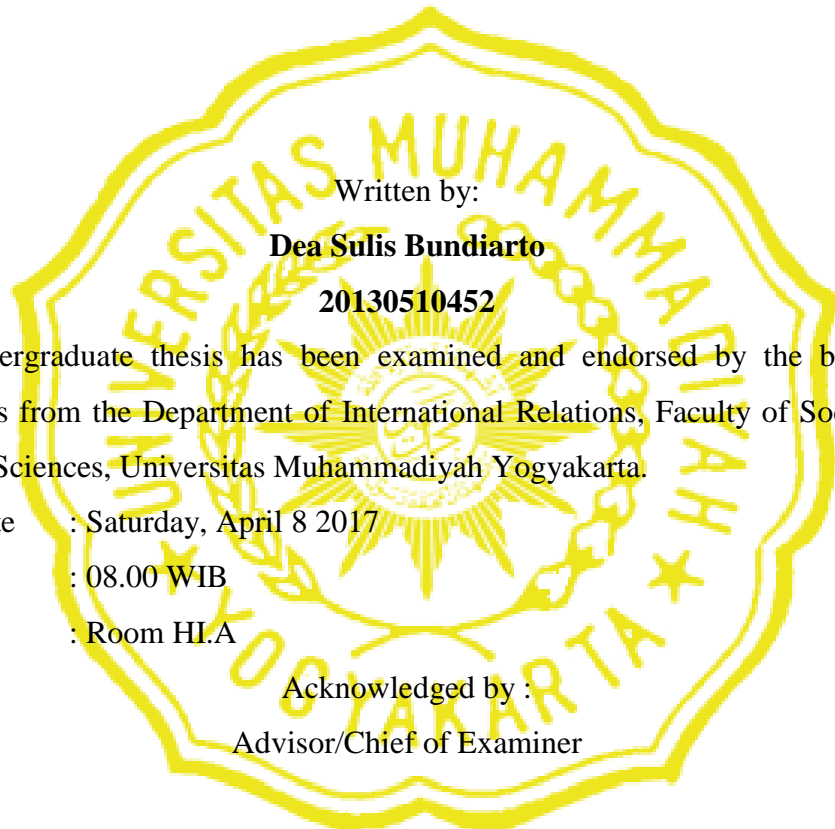 UNIVERSITAS MUHAMMADIYAH
Written by:
Dea Sulis Bundiarto
20130510452
ergraduate thesis has been examined and endorsed by the b
s from the Department of International Relations, Faculty of So
Sciences, Universitas Muhammadiyah Yogyakarta.
te : Saturday, April 8 2017
: 08.00 WIB
: Room HI.A
Acknowledged by :
Advisor/Chief of Examiner
★ YOGYAKARTA ★